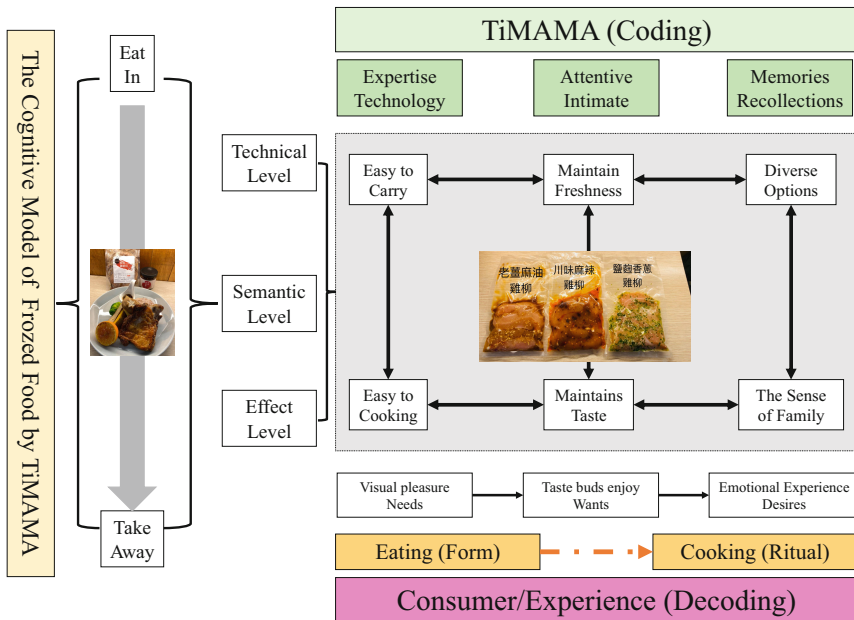 The Cognitive Model of Frozed Food by TiMAMA
Eat
In
Take
Away
Technical
Level
Semantic
Level
Effect
Level
TiMAMA (Coding)
Expertise
Technology
Attentive
Intimate
Memories
Recollections
Easy to
Carry
Maintain
Freshness
Diverse
Options
老薑麻油
雞柳
川味麻辣
雞柳
鹽麴香蔥
雞柳
Easy to
Cooking
Maintains
Taste
The Sense
of Family
Visual pleasure
Needs
Taste buds enjoy
Wants
Emotional Experience
Desires
Eating (Form)
Cooking (Ritual)
Consumer/Experience (Decoding)